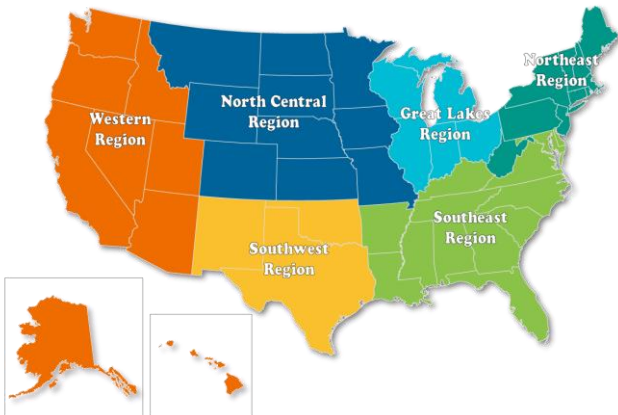 Northeast
Region
Western
Region
North Central
Region
Great Lakes
Region
Southeast
Region
Southwest
Region